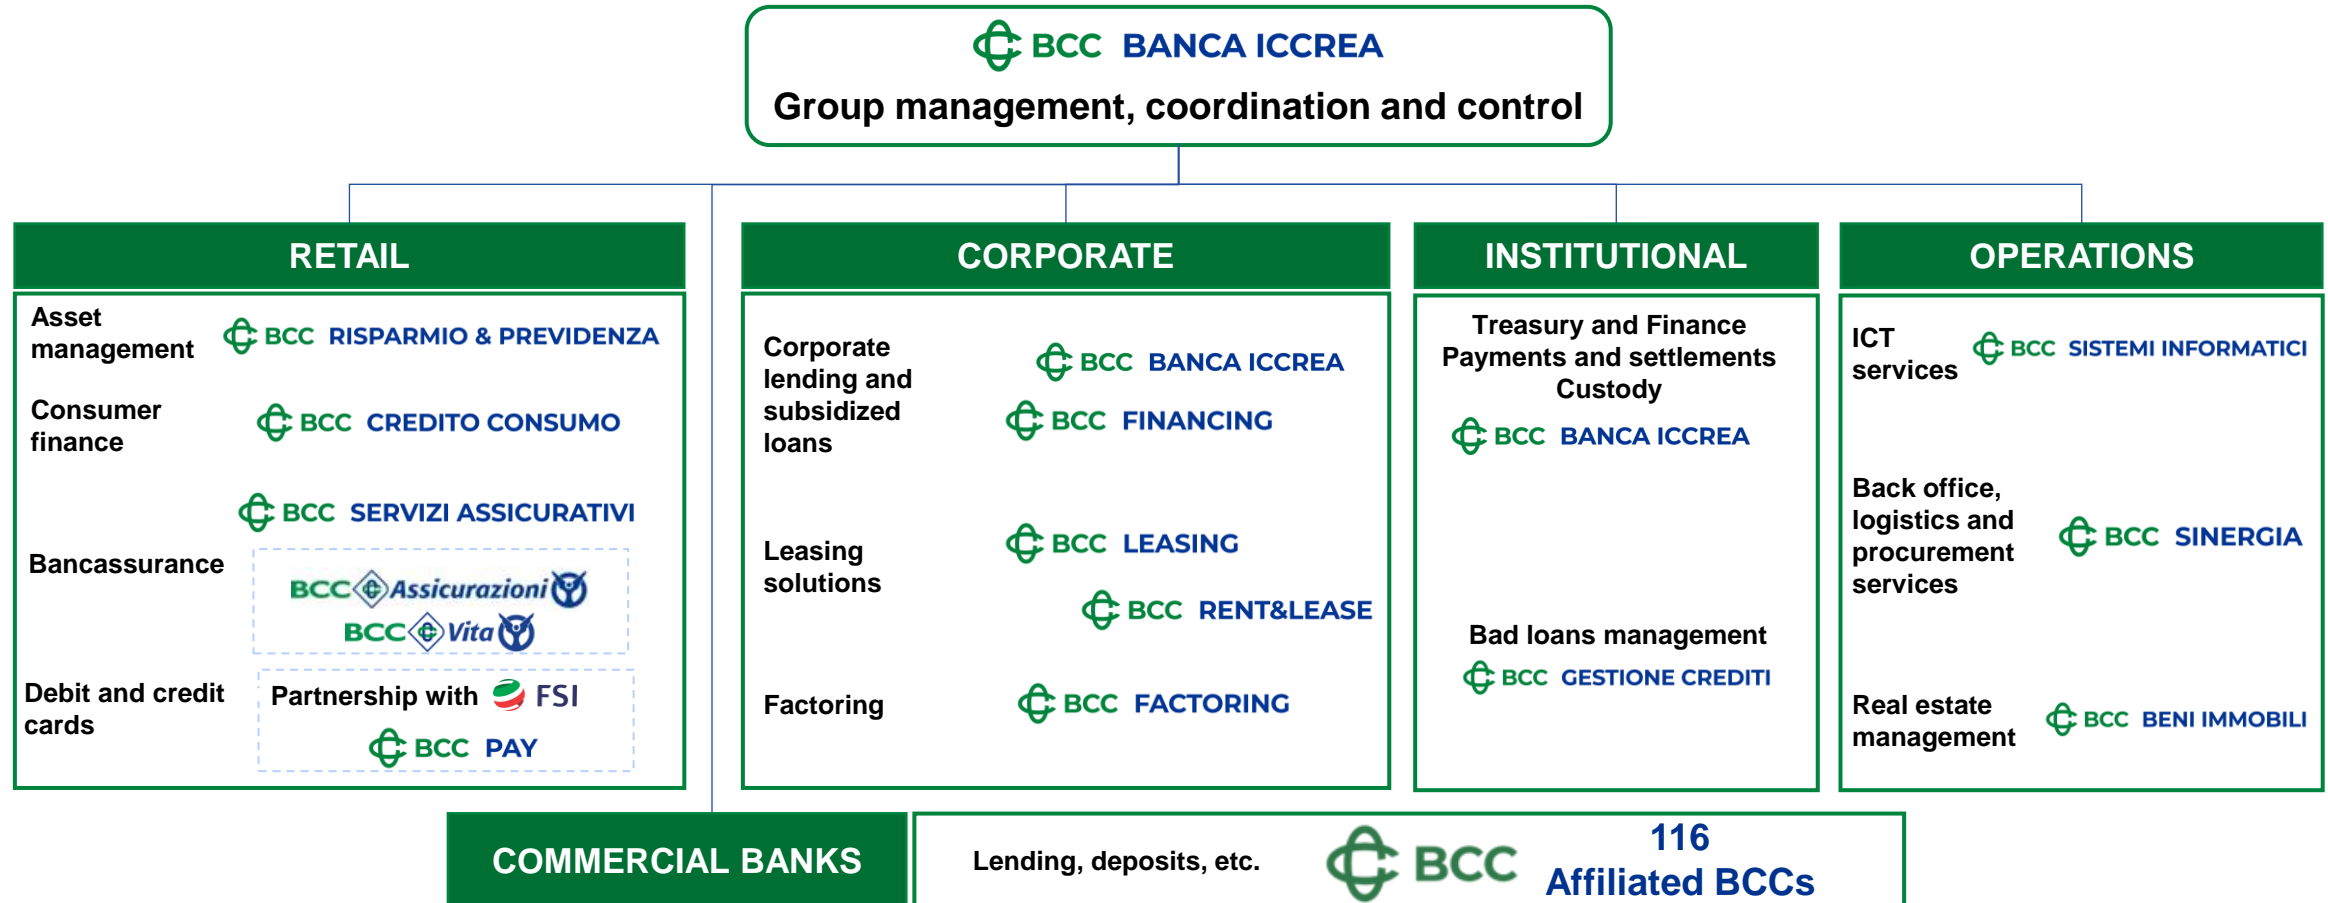 BCC BANCA ICCREA
Group management, coordination and control
RETAIL
Asset
management
BCC RISPARMIO & PREVIDENZA
Consumer
finance
BCC CREDITO CONSUMO
BCC SERVIZI ASSICURATIVI
Bancassurance
BCC Assicurazioni
BCC Vita
Debit and credit
cards
Partnership with FSI
BCC PAY
CORPORATE
Corporate
lending and
subsidized
loans
BCC BANCA ICCREA
BCC FINANCING
Leasing
solutions
BCC LEASING
BCC RENT&LEASE
Factoring
BCC FACTORING
INSTITUTIONAL
Treasury and Finance
Payments and settlements
Custody
BCC BANCA ICCREA
Bad loans management
BCC GESTIONE CREDITI
OPERATIONS
ICT
services
BCC SISTEMI INFORMATICI
Back office,
logistics and
procurement
services
BCC SINERGIA
Real estate
management
BCC BENI IMMOBILI
COMMERCIAL BANKS
Lending, deposits, etc.
BCC
116
Affiliated BCCs